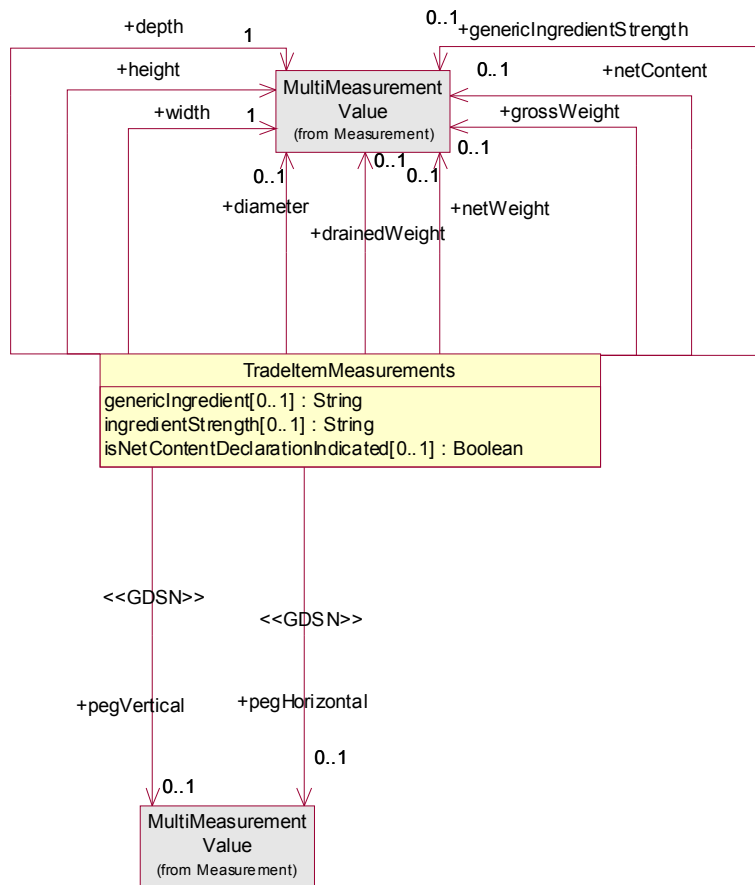 +depth
1
0..1
+genericIngredientStrength
+height
0..1
+netContent
MultiMeasurement
Value
(from Measurement)
+width
1
+grossWeight
0..1
0..1
0..1
0..1
+diameter
+netWeight
+drainedWeight
TradeItemMeasurements
genericIngredient[0..1] : String
ingredientStrength[0..1] : String
isNetContentDeclarationIndicated[0..1] : Boolean
<<GDSN>>
<<GDSN>>
+pegVertical
+pegHorizontal
0..1
0..1
MultiMeasurement
Value
(from Measurement)